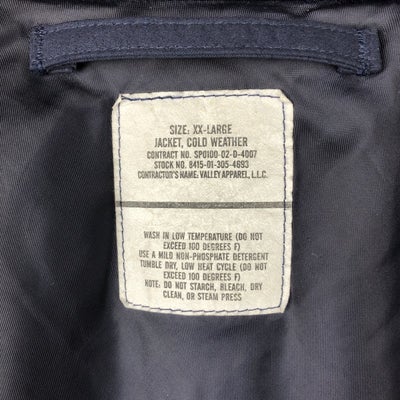 SIZE: XX-LARGE
JACKET, COLD WEATHER
CONTRACT NO. SPO100-02-D-4007
STOCK NO. 8415-01-305-4693
CONTRACTOR'S NAME: VALLEY APPAREL, L.L.C.
WASH IN LOW TEMPERATURE (DO NOT
EXCEED 100 DEGREES F)
USE A MILD NON-PHOSPHATE DETERGENT
TUMBLE DRY, LOW HEAT CYCLE (DO NOT
EXCEED 100 DEGREES F)
NOTE: DO NOT STARCH, BLEACH, DRY
CLEAN, OR STEAM PRESS